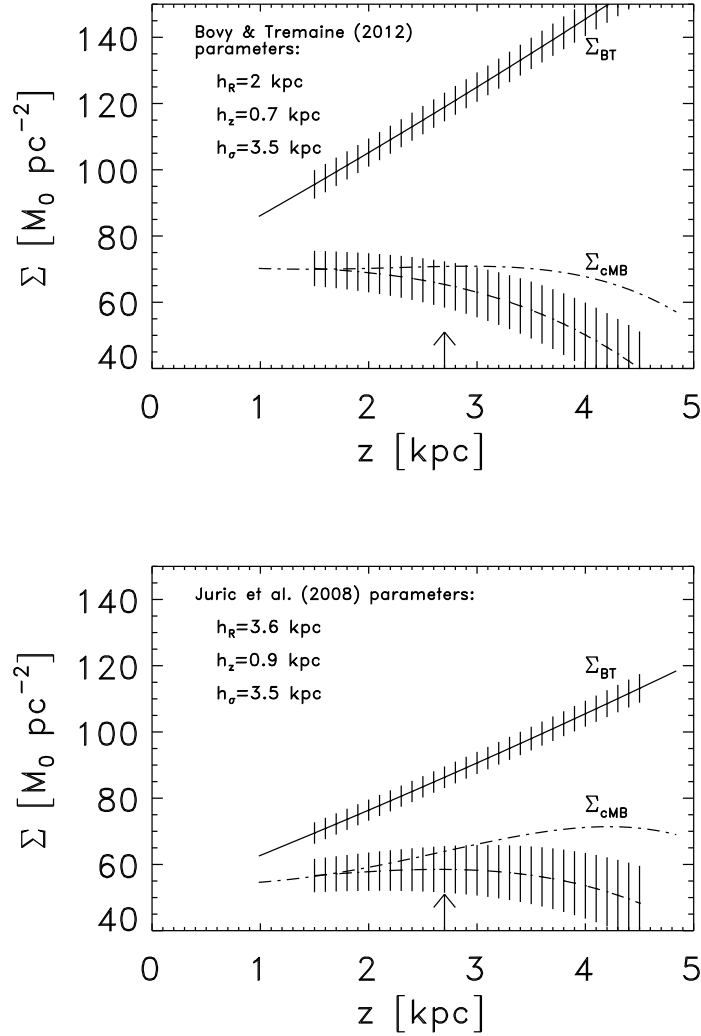 Bovy & Tremaine (2012)
parameters:
h_R=2 kpc
h_z=0.7 kpc
h_σ=3.5 kpc
Σ_BT
Σ_cMB
140
120
100
80
60
40
Σ [M_0 pc^−2]
0 1 2 3 4 5
z [kpc]
Juric et al. (2008) parameters:
h_R=3.6 kpc
h_z=0.9 kpc
h_σ=3.5 kpc
Σ_BT
Σ_cMB
140
120
100
80
60
40
Σ [M_0 pc^−2]
0 1 2 3 4 5
z [kpc]